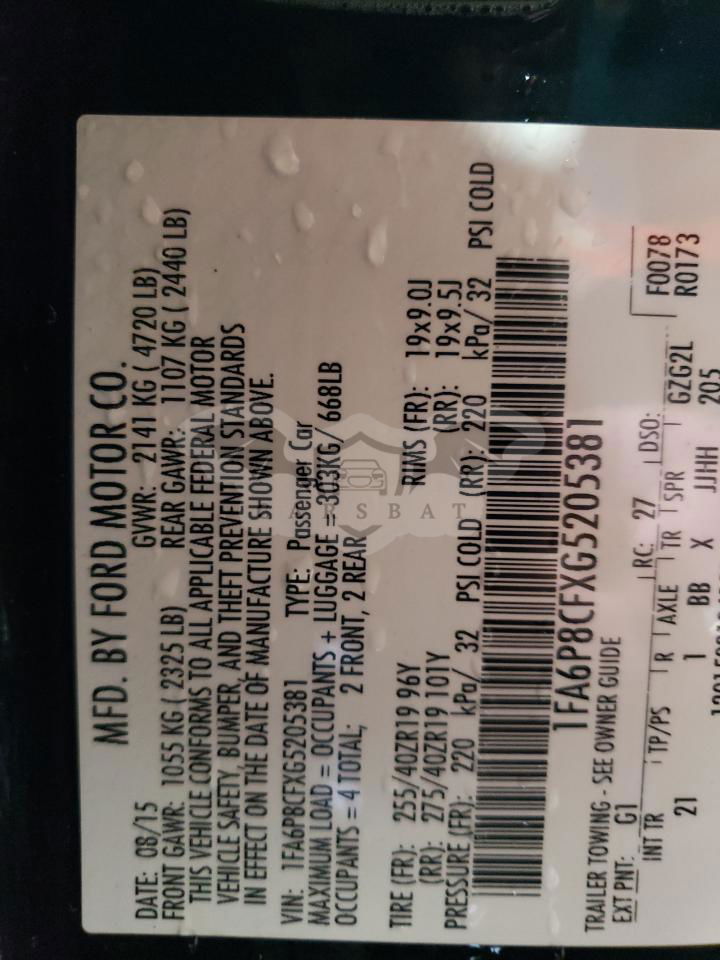 MFD. BY FORD MOTOR CO.
DATE: 08/15 GVWR: 2141 KG ( 4720 LB)
FRONT GAWR: 1055 KG ( 2325 LB) REAR GAWR: 1107 KG ( 2440 LB)
THIS VEHICLE CONFORMS TO ALL APPLICABLE FEDERAL MOTOR
VEHICLE SAFETY, BUMPER, AND THEFT PREVENTION STANDARDS
IN EFFECT ON THE DATE OF MANUFACTURE SHOWN ABOVE.
VIN: 1FA6P8CFXG5205381 TYPE: Passenger Car
MAXIMUM LOAD = OCCUPANTS + LUGGAGE = 303KG/ 668LB
OCCUPANTS = 4 TOTAL; 2 FRONT, 2 REAR
TIRE (FR): 255/40ZR19 96Y RIMS (FR): 19x9.0J
(RR): 275/40ZR19 101Y (RR): 19x9.5J
PRESSURE (FR): 220 kPa/ 32 PSI COLD (RR): 220 kPa/ 32 PSI COLD
1FA6P8CFXG5205381
TRAILER TOWING - SEE OWNER GUIDE
EXT PNT: G1 RC: 27 DSO: F0078
INT TR TP/PS R AXLE TR SPR GZG2L R0173
21 1 BB X JJHH 205
ARSBAT